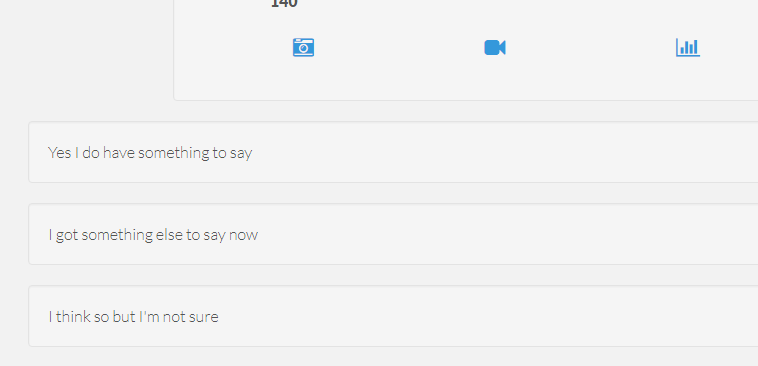 140
Yes I do have something to say
I got something else to say now
I think so but I'm not sure